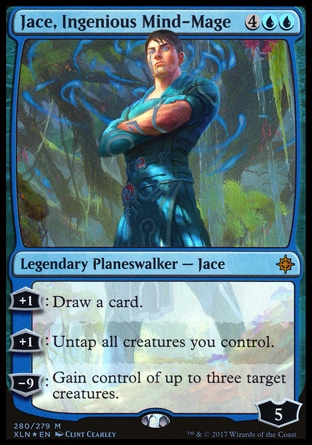 Jace, Ingenious Mind-Mage 4
Legendary Planeswalker — Jace
+1: Draw a card.
+1: Untap all creatures you control.
−9: Gain control of up to three target
creatures.
5
280/279 M
XLN ★ EN CLINT CEARLEY
™ & © 2017 Wizards of the Coast